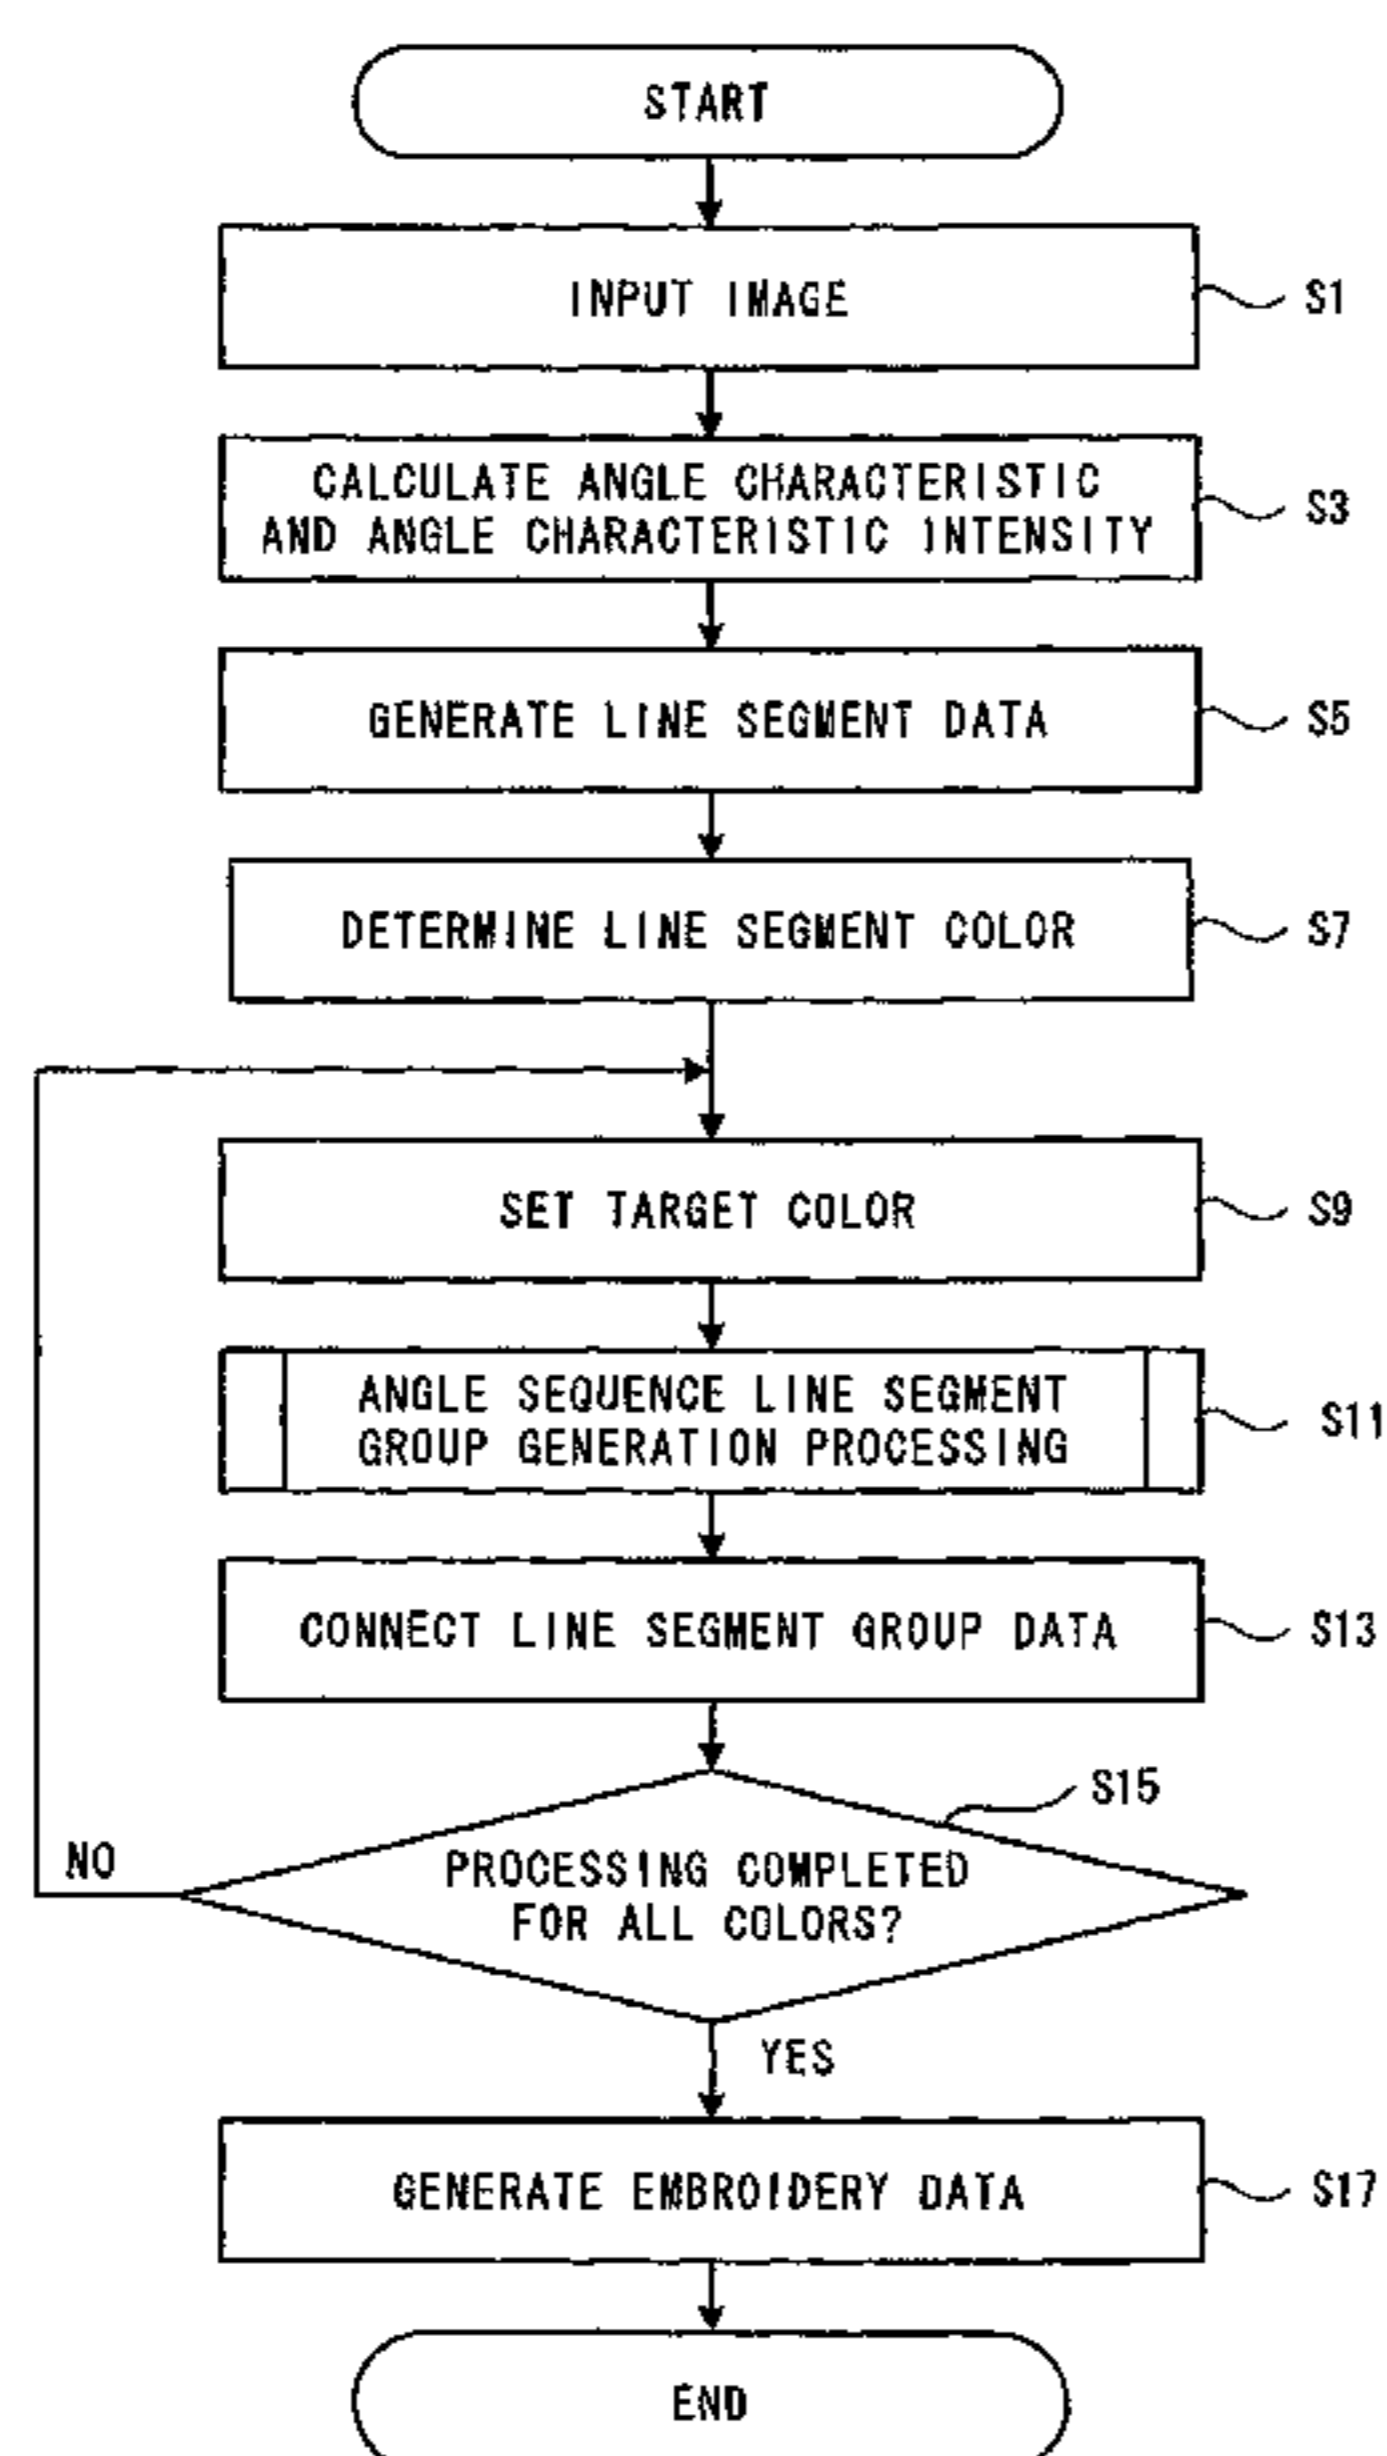 START
INPUT IMAGE
S1
CALCULATE ANGLE CHARACTERISTIC
AND ANGLE CHARACTERISTIC INTENSITY
S3
GENERATE LINE SEGMENT DATA
S5
DETERMINE LINE SEGMENT COLOR
S7
SET TARGET COLOR
S9
ANGLE SEQUENCE LINE SEGMENT
GROUP GENERATION PROCESSING
S11
CONNECT LINE SEGMENT GROUP DATA
S13
S15
PROCESSING COMPLETED
FOR ALL COLORS?
NO
YES
GENERATE EMBROIDERY DATA
S17
END